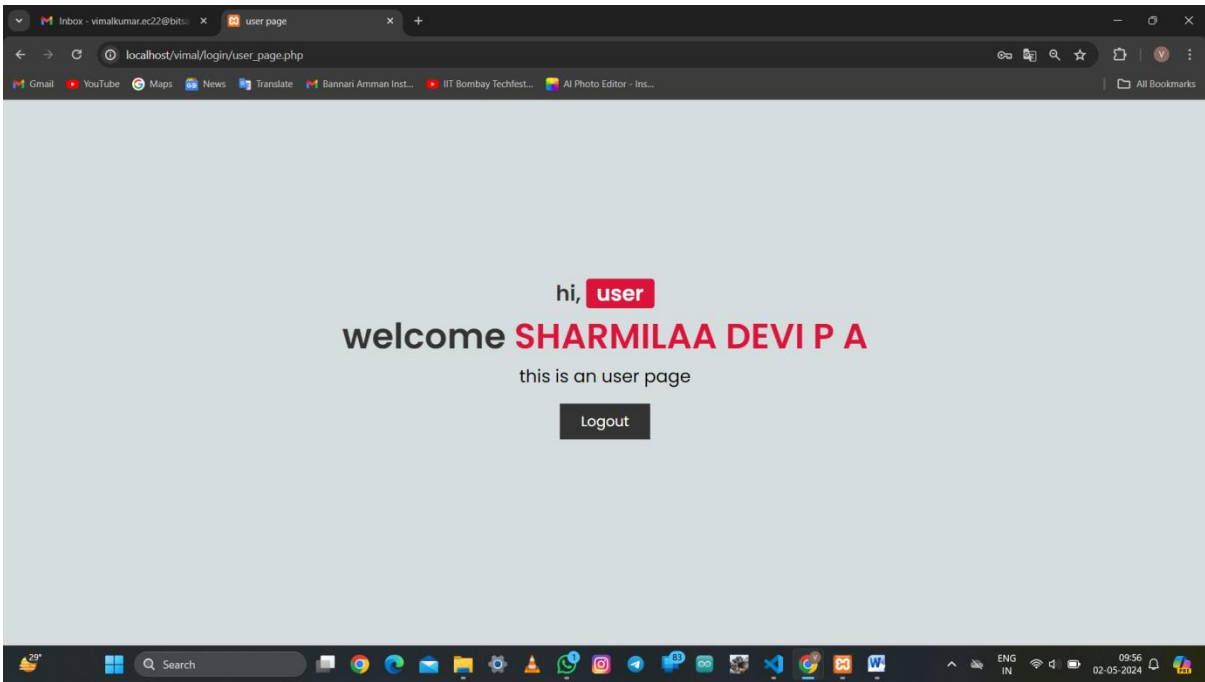 Inbox - vimalkumar.ec22@bitsa
user page
localhost/vimal/login/user_page.php
Gmail YouTube Maps News Translate Bannari Amman Inst... IIT Bombay Techfest... AI Photo Editor - Ins... All Bookmarks
hi, user
welcome SHARMILAA DEVI P A
this is an user page
Logout
29°
Search
83
ENG
IN
09:56
02-05-2024